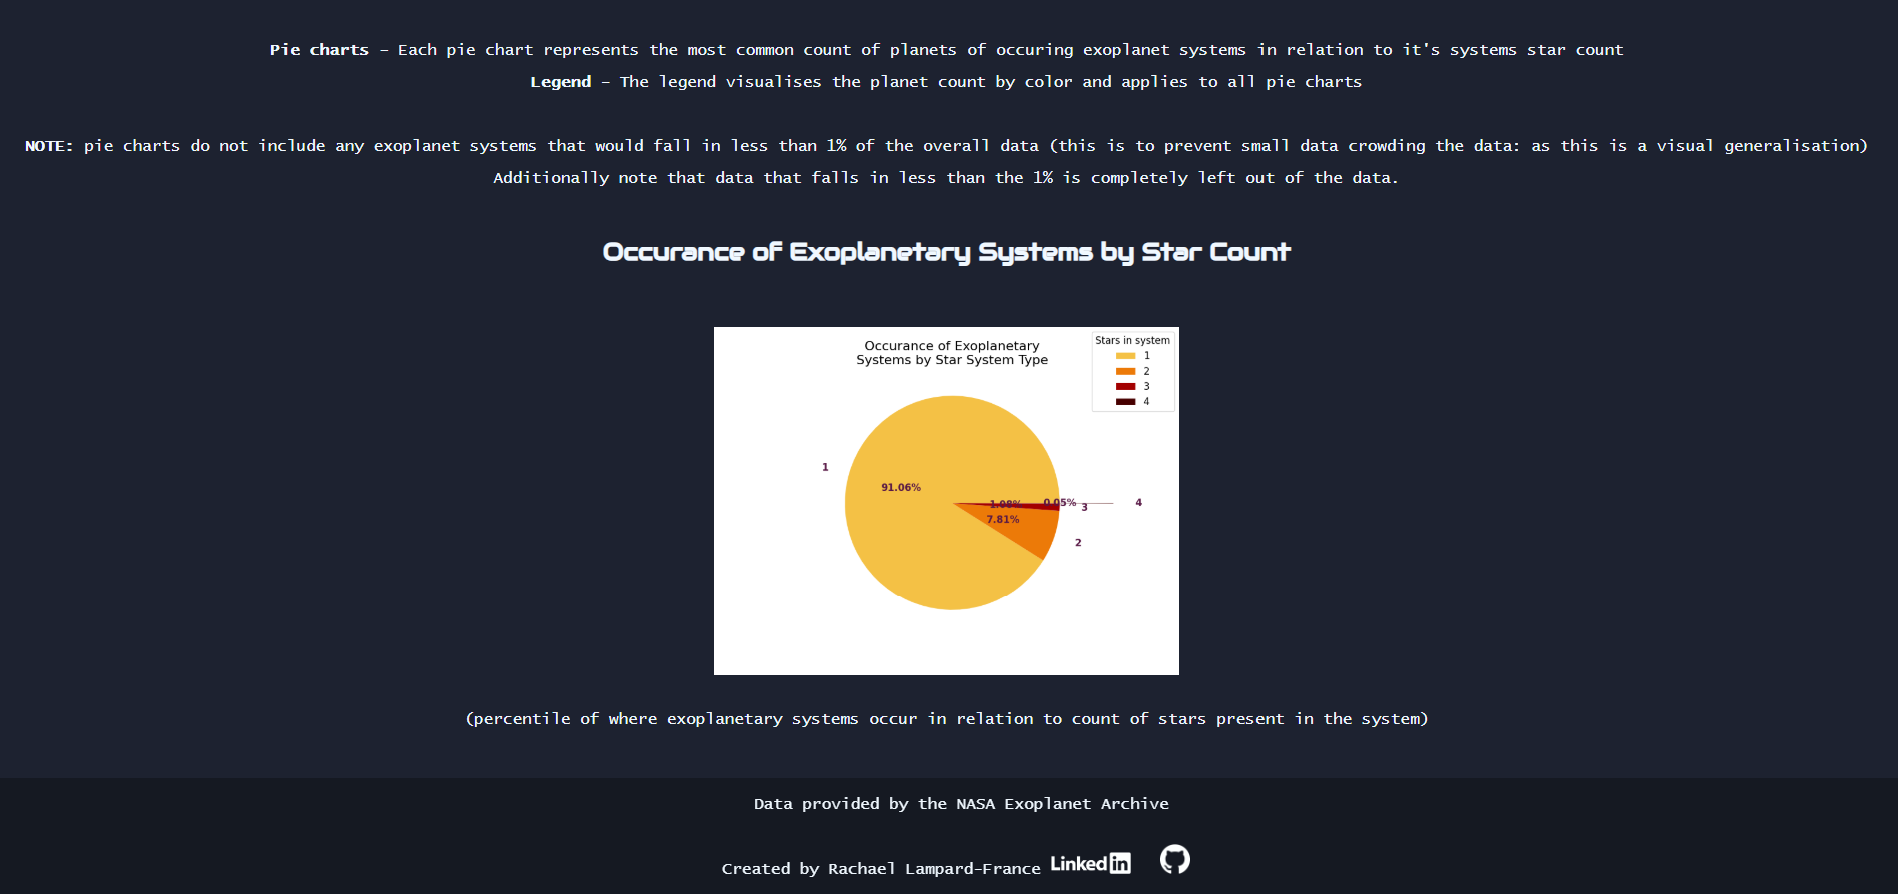 Pie charts – Each pie chart represents the most common count of planets of occuring exoplanet systems in relation to it's systems star count
Legend – The legend visualises the planet count by color and applies to all pie charts
NOTE: pie charts do not include any exoplanet systems that would fall in less than 1% of the overall data (this is to prevent small data crowding the data: as this is a visual generalisation)
Additionally note that data that falls in less than the 1% is completely left out of the data.
Occurance of Exoplanetary Systems by Star Count
Occurance of Exoplanetary
Systems by Star System Type
Stars in system
1
2
3
4
1
91.06%
1.08%
0.05%
4
3
7.81%
2
(percentile of where exoplanetary systems occur in relation to count of stars present in the system)
Data provided by the NASA Exoplanet Archive
Created by Rachael Lampard-France LinkedIn